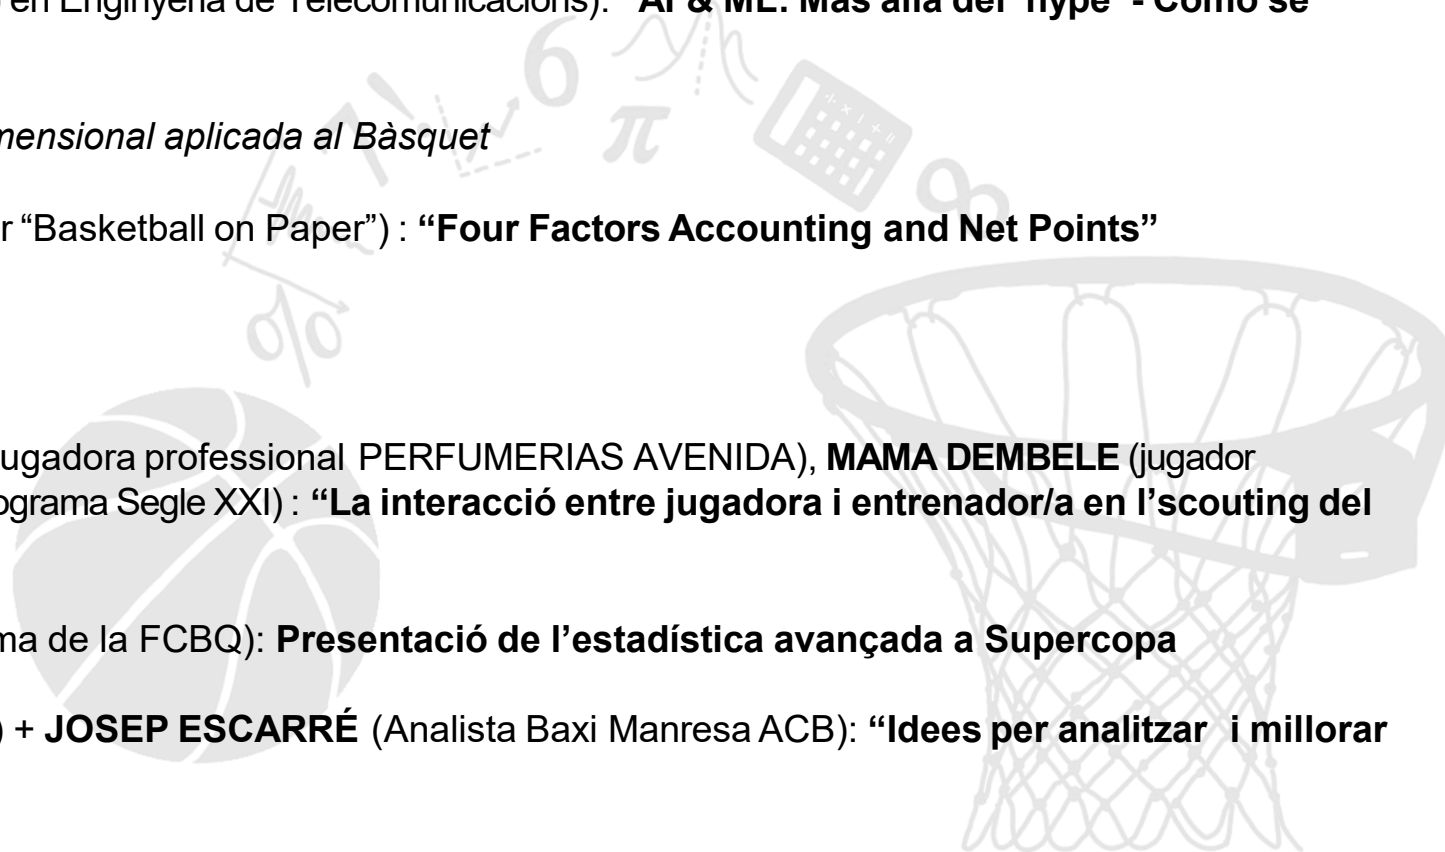 en Enginyeria de Telecomunicacions): "AI & ML: Más allá del 'hype' - Cómo se
mensional aplicada al Bàsquet
r “Basketball on Paper”) : “Four Factors Accounting and Net Points”
jugadora professional PERFUMERIAS AVENIDA), MAMA DEMBELE (jugador
ograma Segle XXI) : “La interacció entre jugadora i entrenador/a en l’scouting del
ma de la FCBQ): Presentació de l’estadística avançada a Supercopa
) + JOSEP ESCARRÉ (Analista Baxi Manresa ACB): “Idees per analitzar i millorar